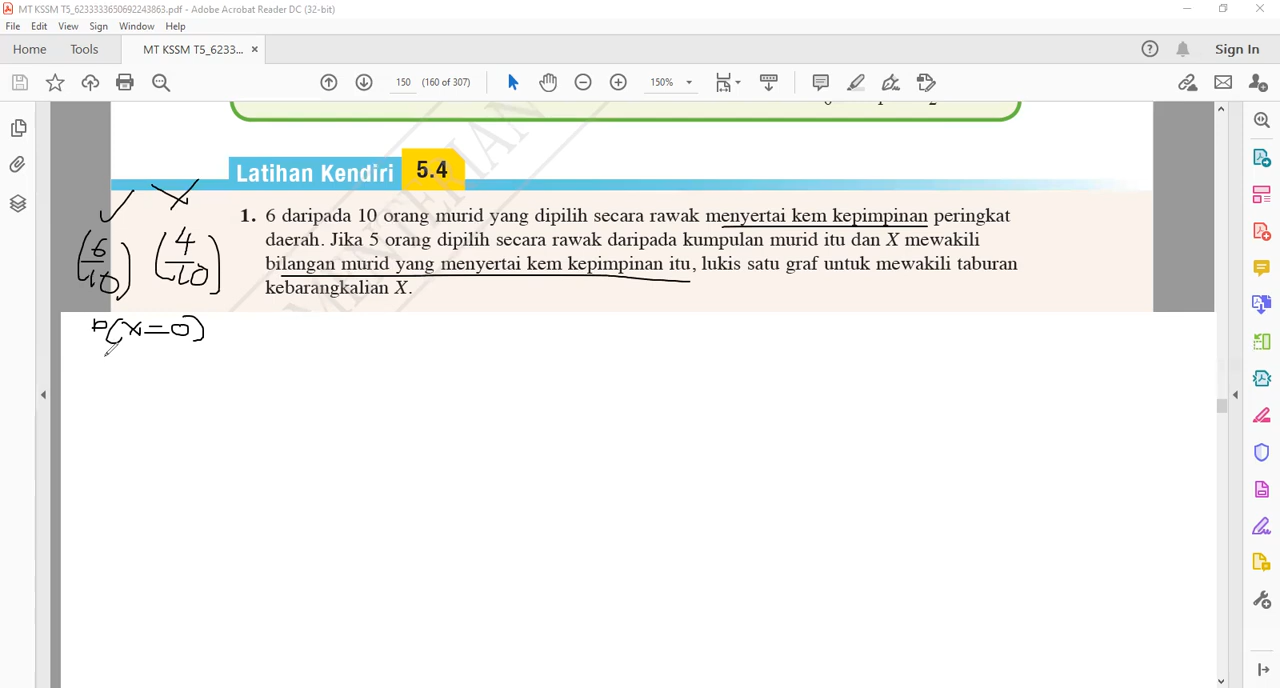 MT KSSM T5_6233333650692243863.pdf - Adobe Acrobat Reader DC (32-bit)
File Edit View Sign Window Help
Home Tools MT KSSM T5_6233... × Sign In
150 (160 of 307) 150%
MENTERIAN
Latihan Kendiri 5.4
1. 6 daripada 10 orang murid yang dipilih secara rawak menyertai kem kepimpinan peringkat
daerah. Jika 5 orang dipilih secara rawak daripada kumpulan murid itu dan X mewakili
bilangan murid yang menyertai kem kepimpinan itu, lukis satu graf untuk mewakili taburan
kebarangkalian X.
✓ X
(6/10) (4/10)
P(X=0)